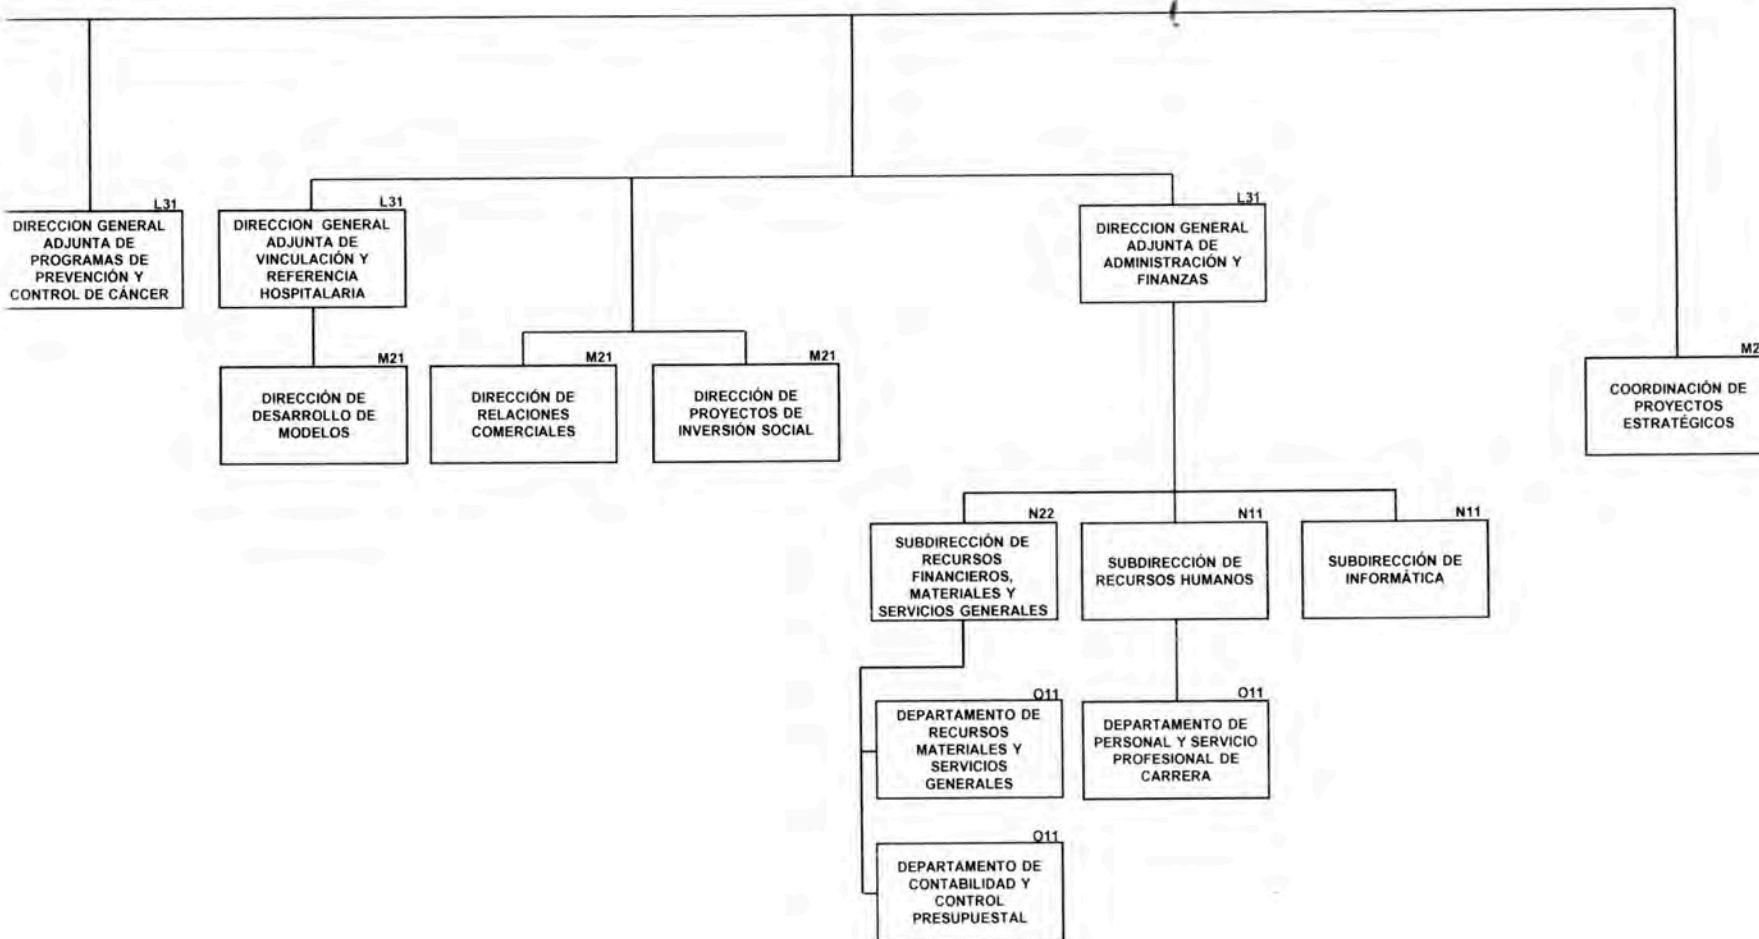 L31
DIRECCION GENERAL
ADJUNTA DE
PROGRAMAS DE
PREVENCIÓN Y
CONTROL DE CÁNCER
L31
DIRECCION GENERAL
ADJUNTA DE
VINCULACIÓN Y
REFERENCIA
HOSPITALARIA
L31
DIRECCION GENERAL
ADJUNTA DE
ADMINISTRACIÓN Y
FINANZAS
M21
DIRECCIÓN DE
DESARROLLO DE
MODELOS
M21
DIRECCIÓN DE
RELACIONES
COMERCIALES
M21
DIRECCIÓN DE
PROYECTOS DE
INVERSIÓN SOCIAL
M2
COORDINACIÓN DE
PROYECTOS
ESTRATÉGICOS
N22
SUBDIRECCIÓN DE
RECURSOS
FINANCIEROS,
MATERIALES Y
SERVICIOS GENERALES
N11
SUBDIRECCIÓN DE
RECURSOS HUMANOS
N11
SUBDIRECCIÓN DE
INFORMÁTICA
O11
DEPARTAMENTO DE
RECURSOS
MATERIALES Y
SERVICIOS
GENERALES
O11
DEPARTAMENTO DE
PERSONAL Y SERVICIO
PROFESIONAL DE
CARRERA
O11
DEPARTAMENTO DE
CONTABILIDAD Y
CONTROL
PRESUPUESTAL